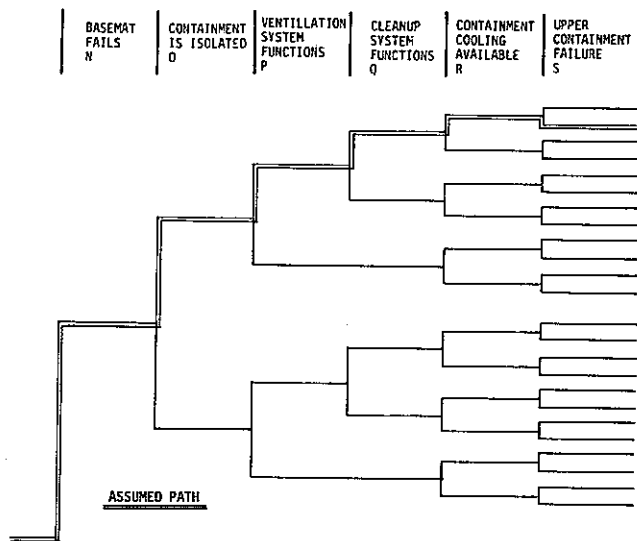 BASEMAT
FAILS
N
CONTAINMENT
IS ISOLATED
O
VENTILLATION
SYSTEM
FUNCTIONS
P
CLEANUP
SYSTEM
FUNCTIONS
Q
CONTAINMENT
COOLING
AVAILABLE
R
UPPER
CONTAINMENT
FAILURE
S
ASSUMED PATH